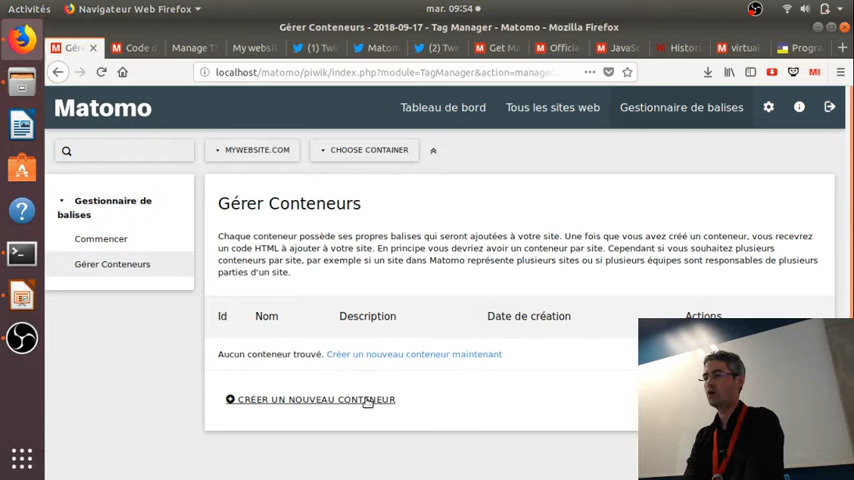 Activités
Navigateur Web Firefox
mar. 09:54
Gérer Conteneurs - 2018-09-17 - Tag Manager - Matomo - Mozilla Firefox
Gér
Code d
Manage T
My websit
(1) Twi
Matom
(2) Tw
Get Ma
Officia
JavaSc
Histori
virtual
Progra
localhost/matomo/piwik/index.php?module=TagManager&action=manage
Matomo
Tableau de bord
Tous les sites web
Gestionnaire de balises
MYWEBSITE.COM
CHOOSE CONTAINER
Gestionnaire de
balises
Commencer
Gérer Conteneurs
Gérer Conteneurs
Chaque conteneur possède ses propres balises qui seront ajoutées à votre site. Une fois que vous avez créé un conteneur, vous recevrez
un code HTML à ajouter à votre site. En principe vous devriez avoir un conteneur par site. Cependant si vous souhaitez plusieurs
conteneurs par site, par exemple si un site dans Matomo représente plusieurs sites ou si plusieurs équipes sont responsables de plusieurs
parties d'un site.
Id Nom Description Date de création Actions
Aucun conteneur trouvé. Créer un nouveau conteneur maintenant
CRÉER UN NOUVEAU CONTENEUR